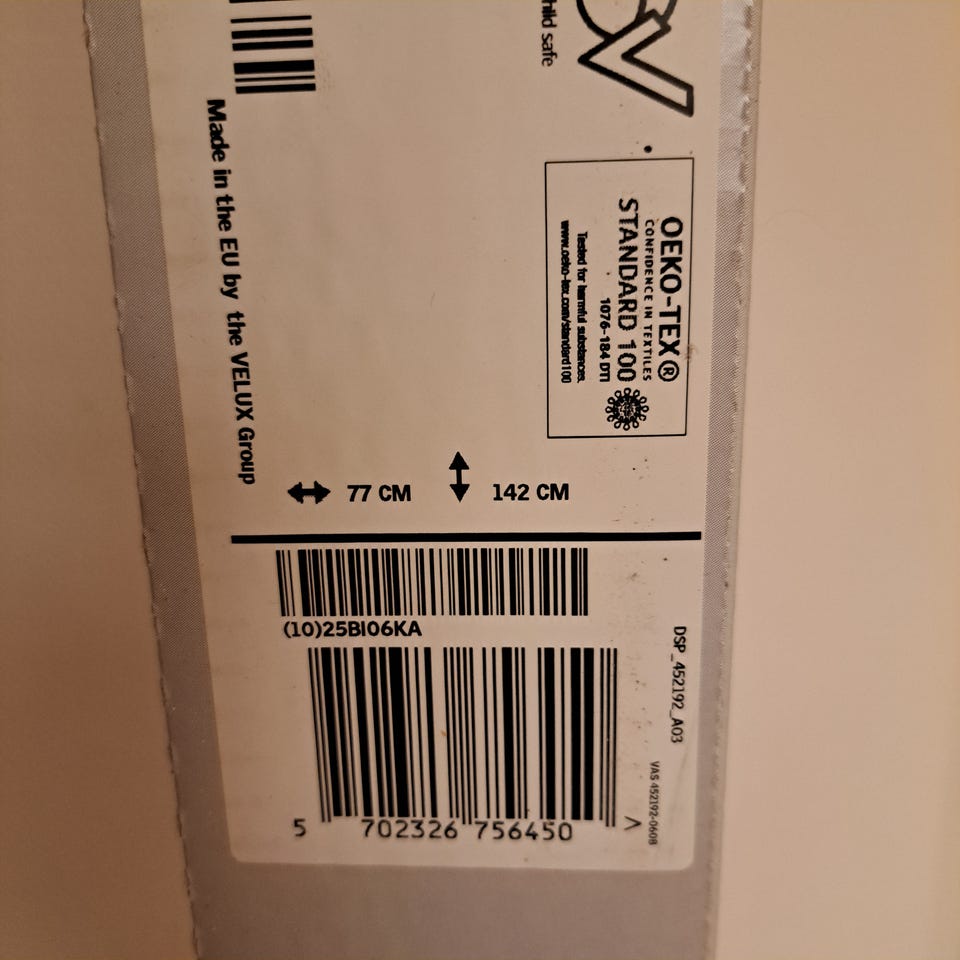 child safe
OEKO-TEX®
CONFIDENCE IN TEXTILES
STANDARD 100
1076-184 DTI
Tested for harmful substances.
www.oeko-tex.com/standard100
Made in the EU by the VELUX Group
77 CM 142 CM
(10)25BI06KA
DSP_452192_A03
VAS 452192-0608
5 702326 756450 >